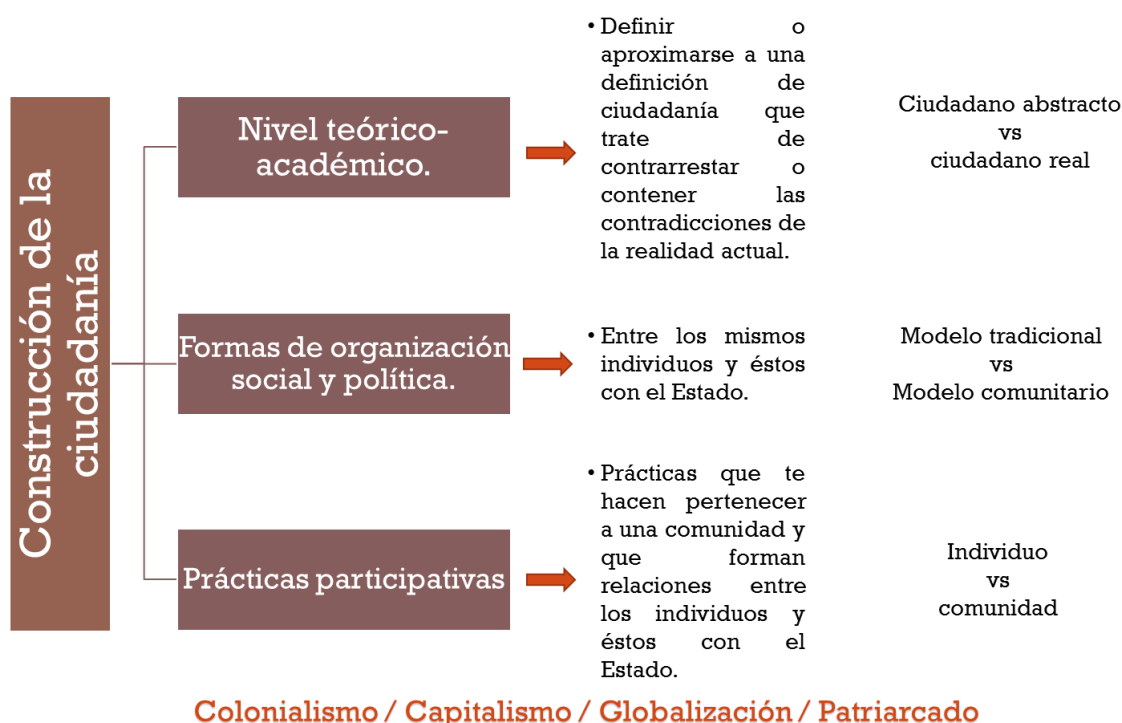 Construcción de la
ciudadanía
Nivel teórico-
académico.
• Definir o
aproximarse a una
definición de
ciudadanía que
trate de
contrarrestar o
contener las
contradicciones de
la realidad actual.
Ciudadano abstracto
vs
ciudadano real
Formas de organización
social y política.
• Entre los mismos
individuos y éstos
con el Estado.
Modelo tradicional
vs
Modelo comunitario
Prácticas participativas
• Prácticas que te
hacen pertenecer
a una comunidad y
que forman
relaciones entre
los individuos y
éstos con el
Estado.
Individuo
vs
comunidad
Colonialismo / Capitalismo / Globalización / Patriarcado